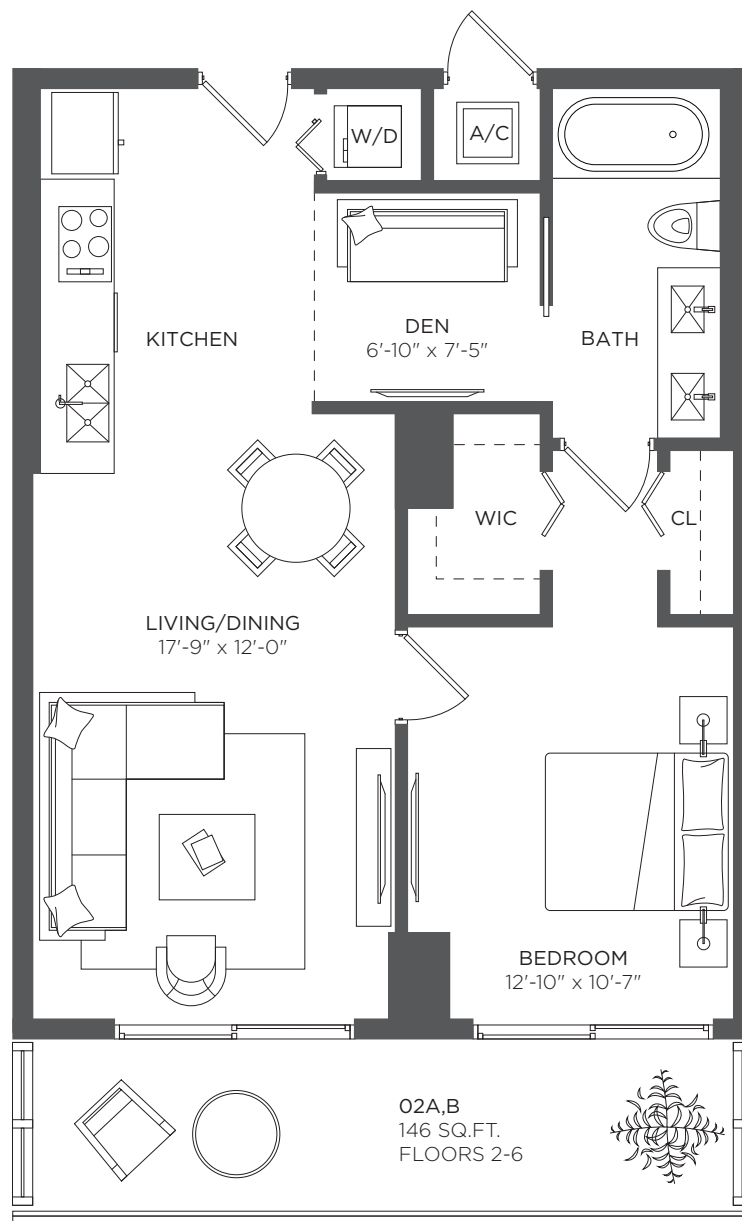 W/D
A/C
KITCHEN
DEN
6'-10" x 7'-5"
BATH
WIC
CL
LIVING/DINING
17'-9" x 12'-0"
BEDROOM
12'-10" x 10'-7"
02A,B
146 SQ.FT.
FLOORS 2-6